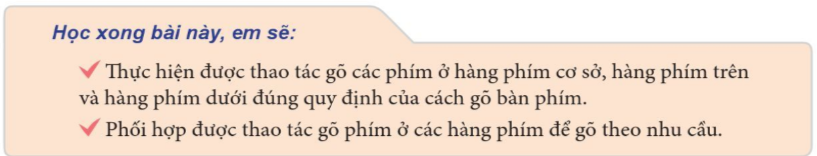 Học xong bài này, em sẽ:
✓ Thực hiện được thao tác gõ các phím ở hàng phím cơ sở, hàng phím trên
và hàng phím dưới đúng quy định của cách gõ bàn phím.
✓ Phối hợp được thao tác gõ phím ở các hàng phím để gõ theo nhu cầu.